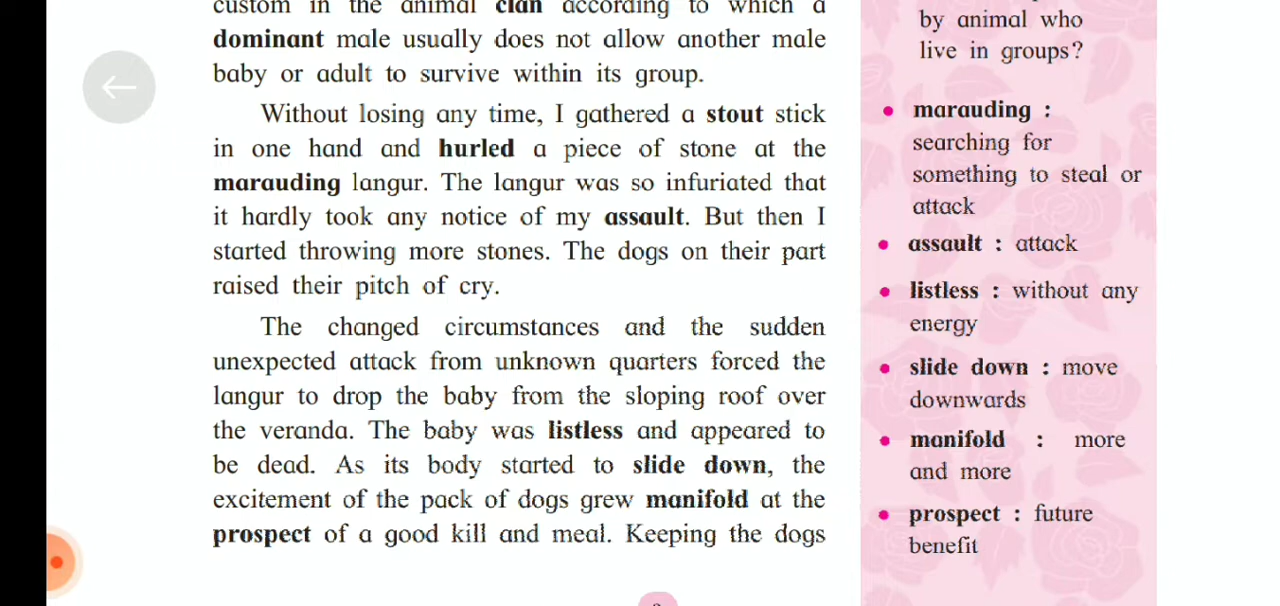 custom in the animal clan according to which a
dominant male usually does not allow another male
baby or adult to survive within its group.
Without losing any time, I gathered a stout stick
in one hand and hurled a piece of stone at the
marauding langur. The langur was so infuriated that
it hardly took any notice of my assault. But then I
started throwing more stones. The dogs on their part
raised their pitch of cry.
The changed circumstances and the sudden
unexpected attack from unknown quarters forced the
langur to drop the baby from the sloping roof over
the veranda. The baby was listless and appeared to
be dead. As its body started to slide down, the
excitement of the pack of dogs grew manifold at the
prospect of a good kill and meal. Keeping the dogs
by animal who
live in groups?
• marauding :
searching for
something to steal or
attack
• assault : attack
• listless : without any
energy
• slide down : move
downwards
• manifold : more
and more
• prospect : future
benefit